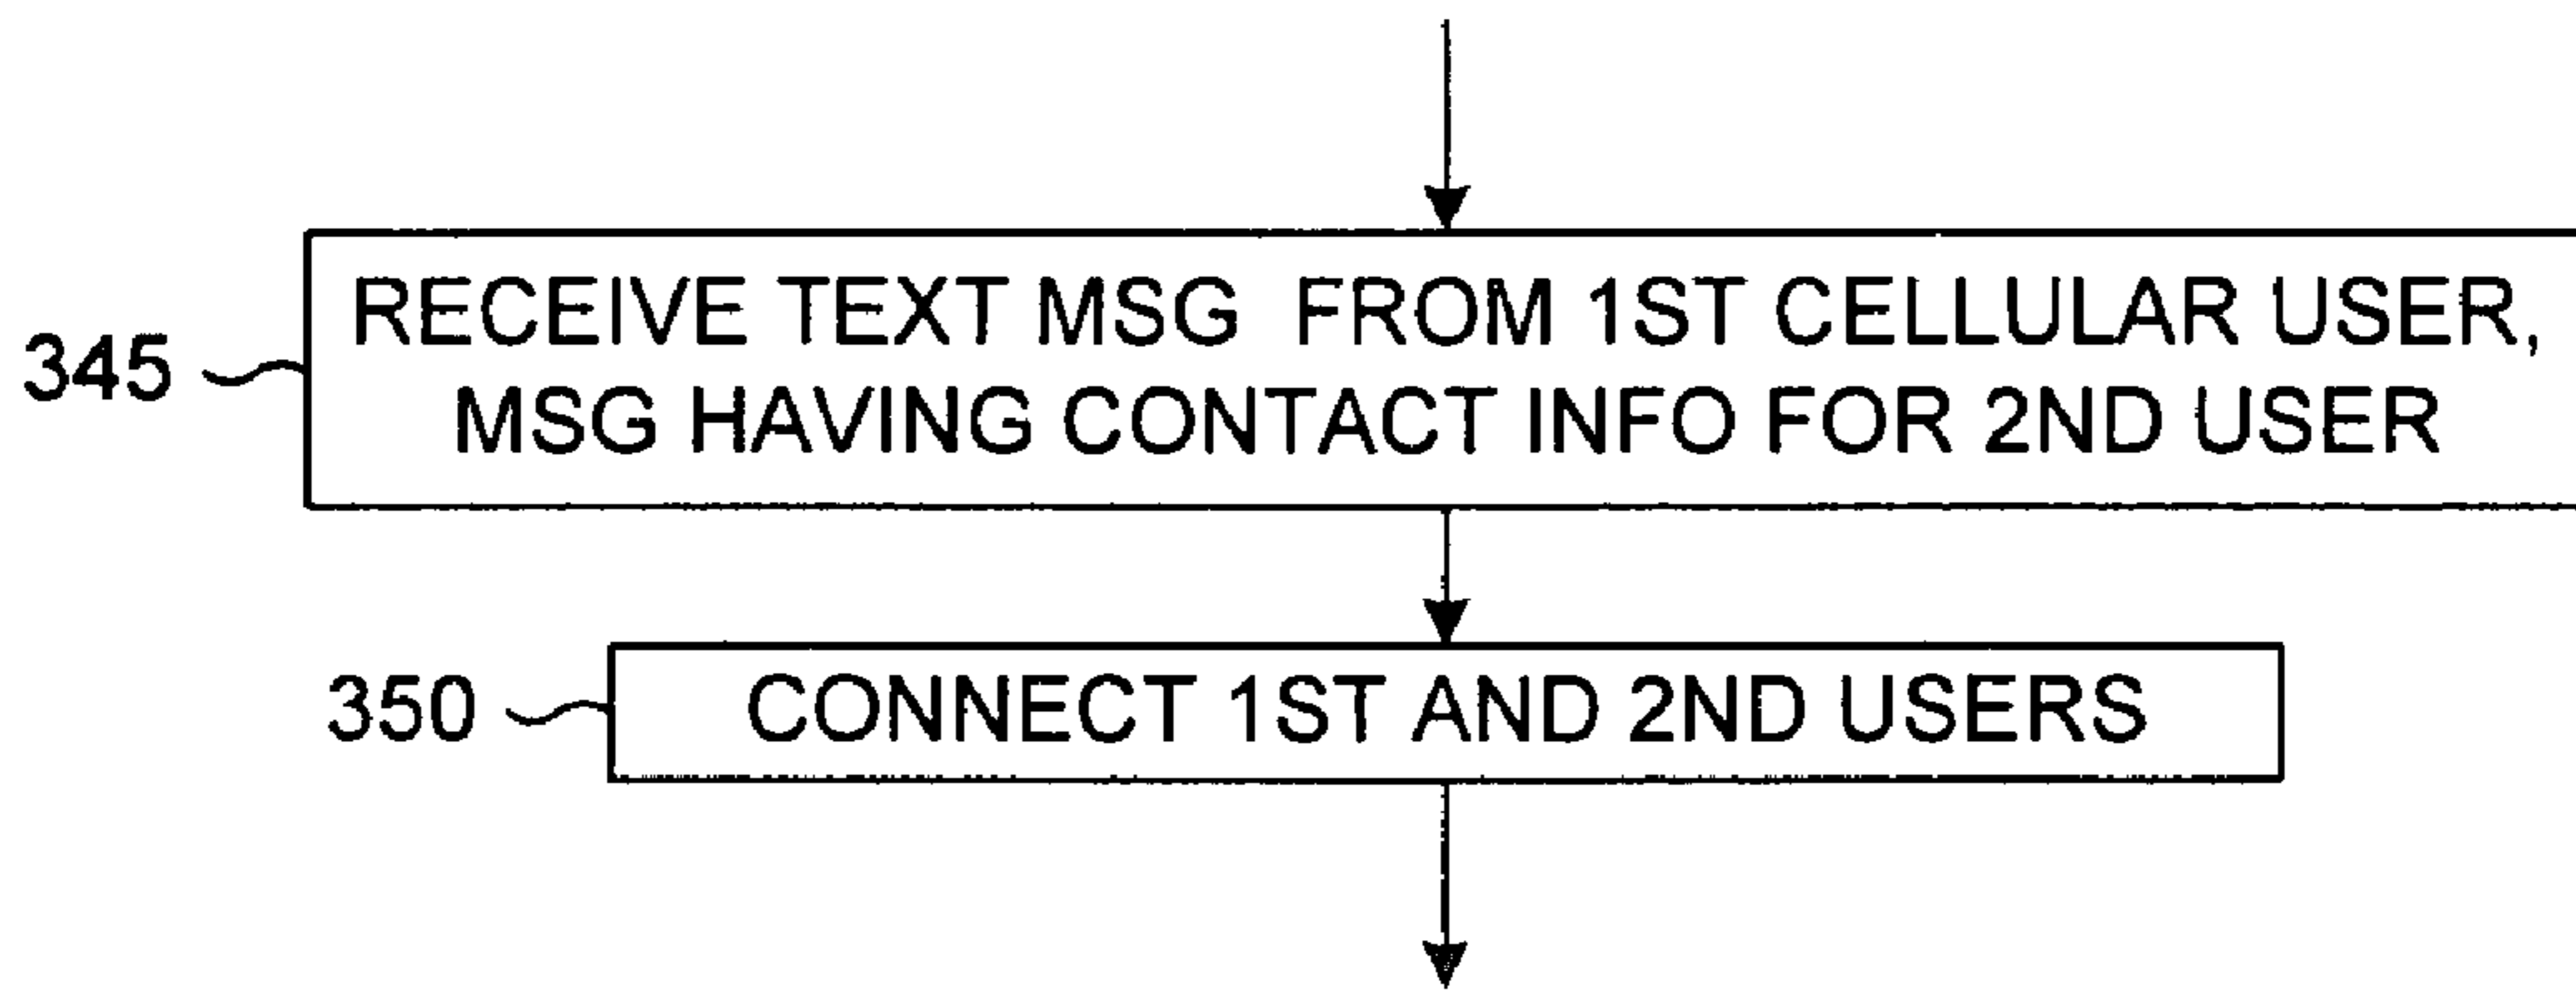 RECEIVE TEXT MSG FROM 1ST CELLULAR USER,
345
MSG HAVING CONTACT INFO FOR 2ND USER
350 CONNECT 1ST AND 2ND USERS